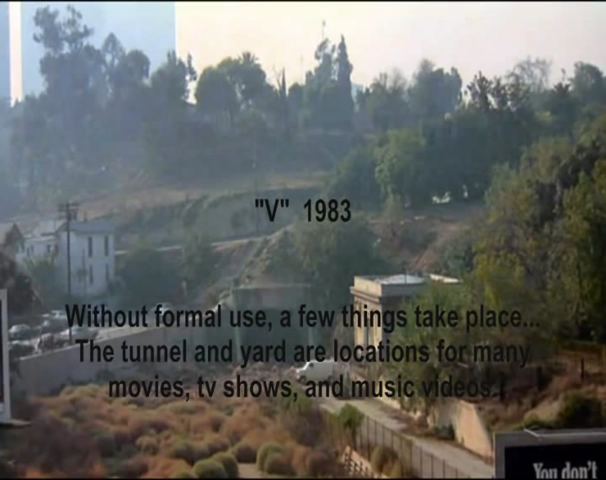 "V" 1983
Without formal use, a few things take place...
The tunnel and yard are locations for many
movies, tv shows, and music videos.
You don't